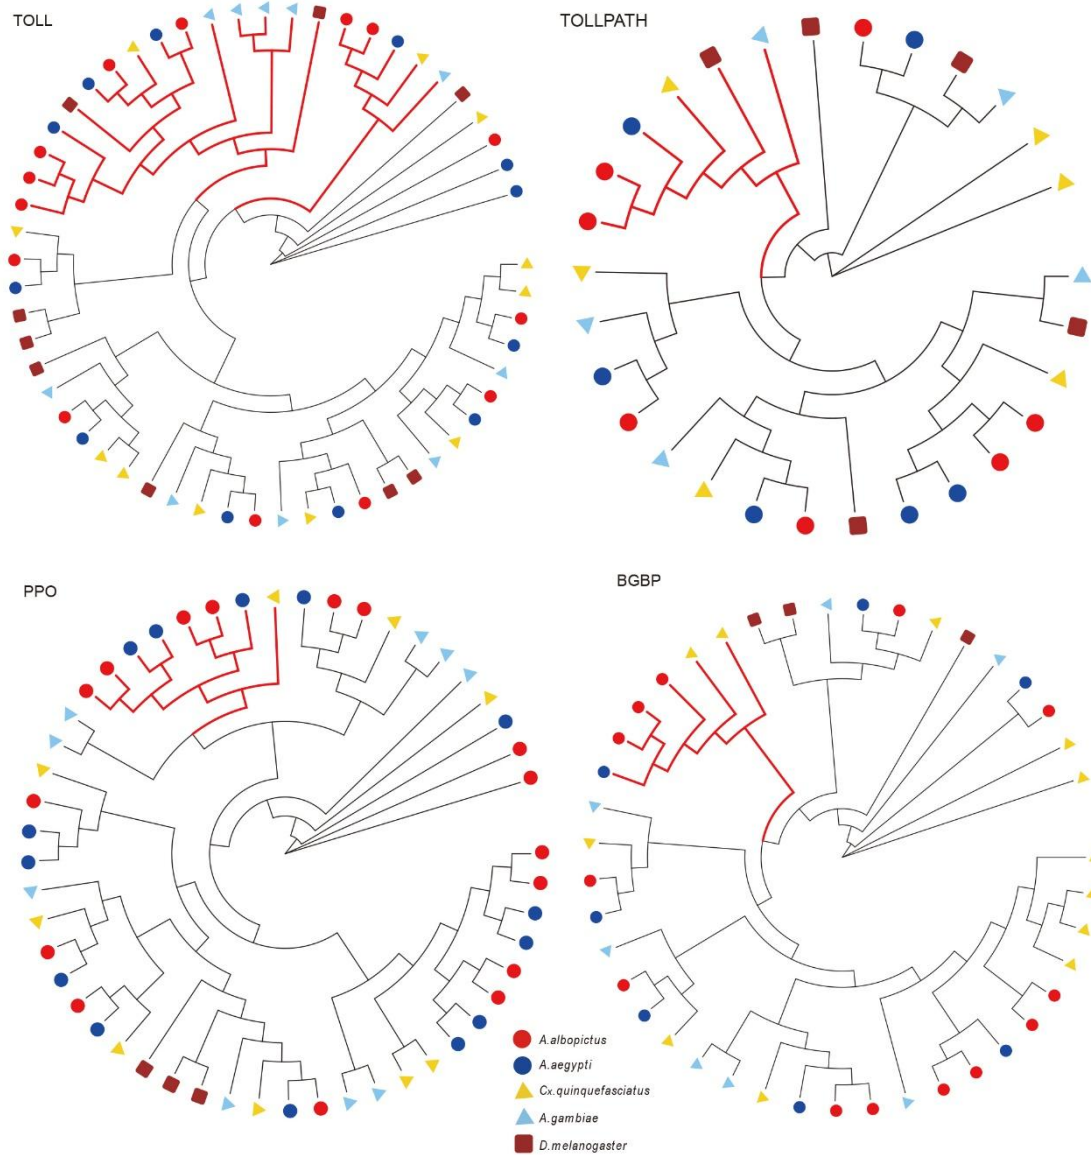 TOLL
TOLLPATH
PPO
BGBP
A.albopictus
A.aegypti
Cx.quinquefasciatus
A.gambiae
D.melanogaster